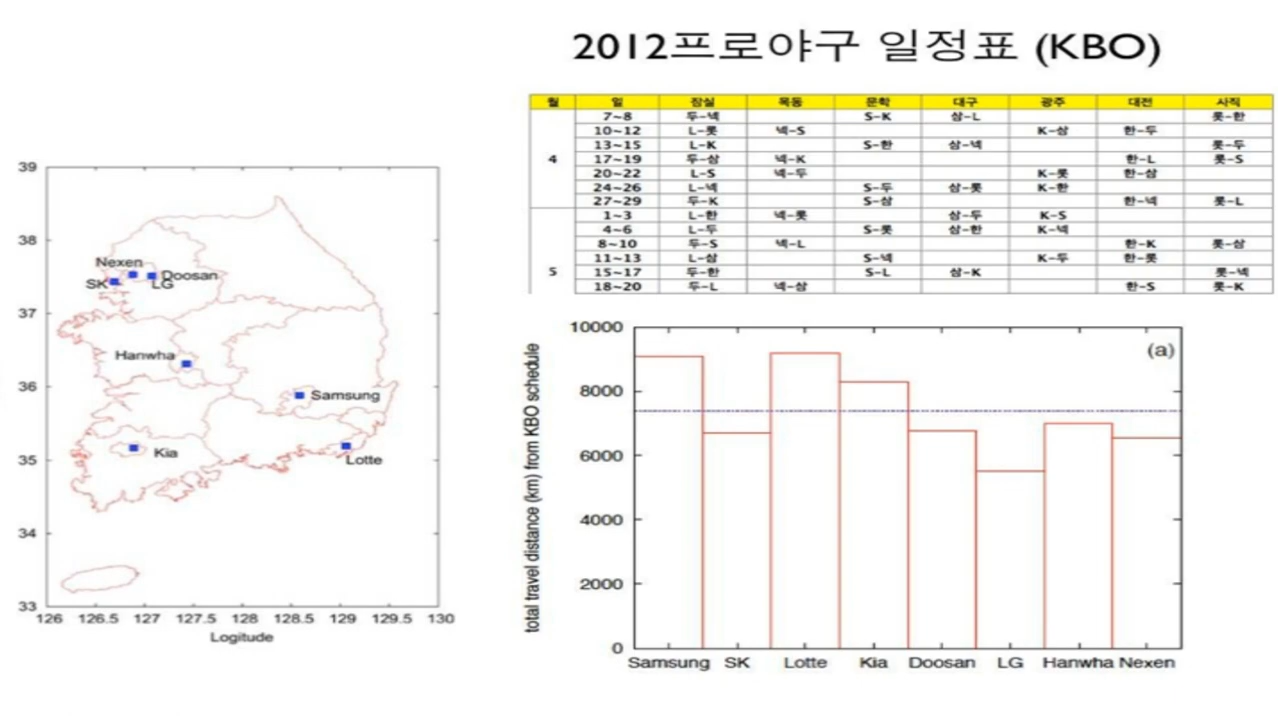 2012프로야구 일정표 (KBO)
월 일 잠실 목동 문학 대구 광주 대전 사직
4
7~8 두-넥 S-K 삼-L 롯-한
10~12 L-롯 넥-S K-삼 한-두
13~15 L-K S-한 삼-넥 롯-두
17~19 두-삼 넥-K 한-L 롯-S
20~22 L-S 넥-두 K-롯 한-삼
24~26 L-넥 S-두 삼-롯 K-한
27~29 두-K S-삼 한-넥 롯-L
5
1~3 L-한 넥-롯 삼-두 K-S
4~6 L-두 S-롯 삼-한 K-넥
8~10 두-S 넥-L 한-K 롯-삼
11~13 L-삼 S-넥 K-두 한-롯
15~17 두-한 S-L 삼-K 롯-넥
18~20 두-L 넥-삼 한-S 롯-K
39
38
37
36
35
34
33
Nexen
Doosan
SK
LG
Hanwha
Samsung
Kia
Lotte
126 126.5 127 127.5 128 128.5 129 129.5 130
Logitude
total travel distance (km) from KBO schedule
(a)
10000
8000
6000
4000
2000
0
Samsung SK Lotte Kia Doosan LG Hanwha Nexen